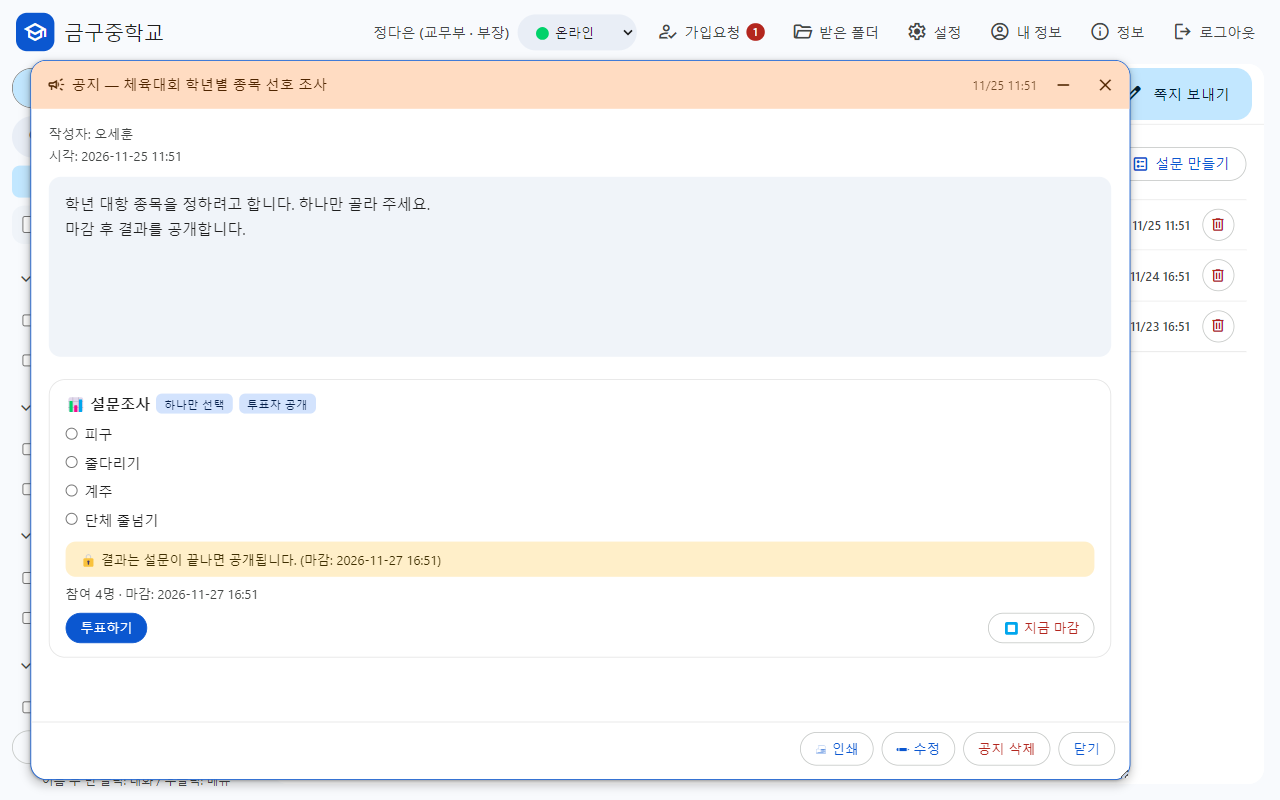 금구중학교
정다은 (교무부 · 부장) 온라인 가입요청 1 받은 폴더 설정 내 정보 정보 로그아웃
공지 — 체육대회 학년별 종목 선호 조사 11/25 11:51
쪽지 보내기
작성자: 오세훈
시각: 2026-11-25 11:51
설문 만들기
학년 대항 종목을 정하려고 합니다. 하나만 골라 주세요.
마감 후 결과를 공개합니다.
11/25 11:51
11/24 16:51
11/23 16:51
설문조사 하나만 선택 투표자 공개
피구
줄다리기
계주
단체 줄넘기
결과는 설문이 끝나면 공개됩니다. (마감: 2026-11-27 16:51)
참여 4명 · 마감: 2026-11-27 16:51
투표하기 지금 마감
인쇄 수정 공지 삭제 닫기